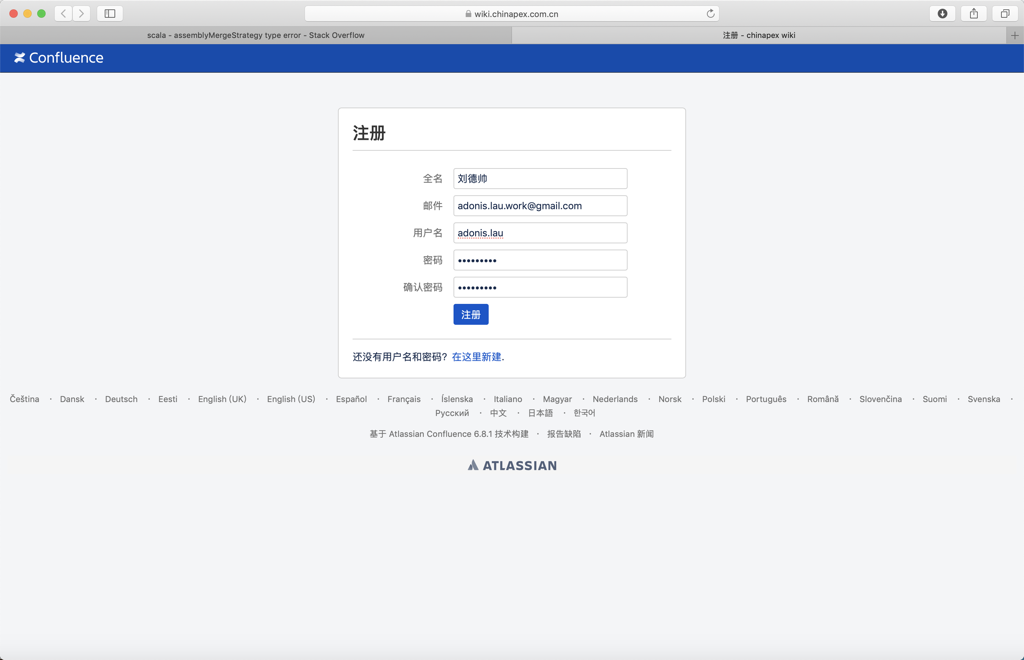 wiki.chinapex.com.cn
scala - assemblyMergeStrategy type error - Stack Overflow
注册 - chinapex wiki
Confluence
注册
全名 刘德帅
邮件 adonis.lau.work@gmail.com
用户名 adonis.lau
密码 •••••••••
确认密码 •••••••••
注册
还没有用户名和密码? 在这里新建.
Čeština · Dansk · Deutsch · Eesti · English (UK) · English (US) · Español · Français · Íslenska · Italiano · Magyar · Nederlands · Norsk · Polski · Português · Română · Slovenčina · Suomi · Svenska ·
Русский · 中文 · 日本語 · 한국어
基于 Atlassian Confluence 6.8.1 技术构建 · 报告缺陷 · Atlassian 新闻
ATLASSIAN